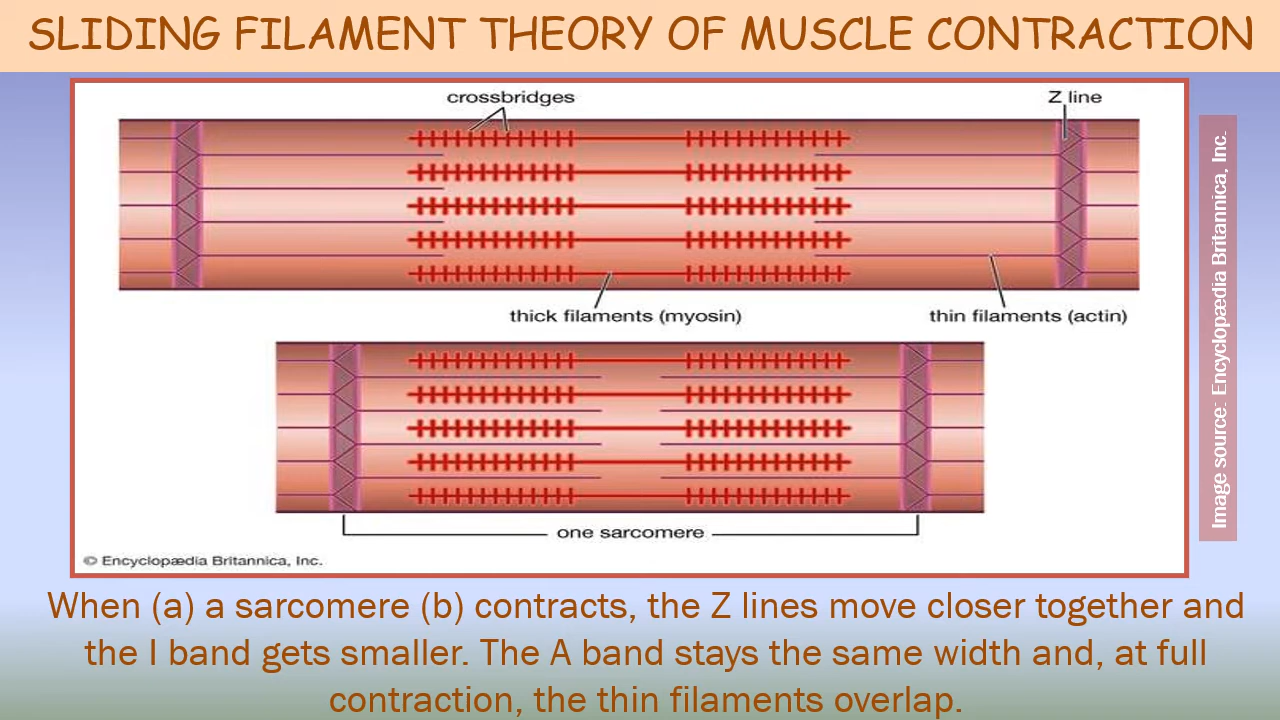 SLIDING FILAMENT THEORY OF MUSCLE CONTRACTION
crossbridges
Z line
thick filaments (myosin)
thin filaments (actin)
one sarcomere
© Encyclopædia Britannica, Inc.
Image source: Encyclopædia Britannica, Inc.
When (a) a sarcomere (b) contracts, the Z lines move closer together and
the I band gets smaller. The A band stays the same width and, at full
contraction, the thin filaments overlap.